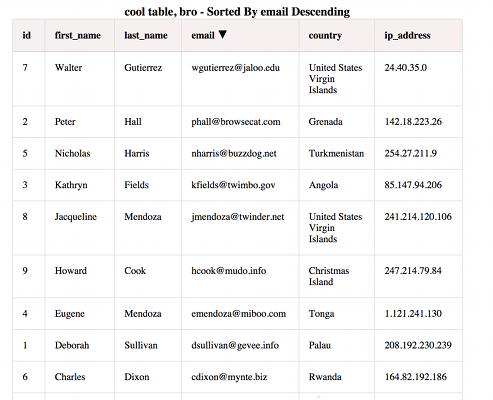 cool table, bro - Sorted By email Descending
id first_name last_name email ▼ country ip_address
7 Walter Gutierrez wgutierrez@jaloo.edu United States 24.40.35.0
Virgin
Islands
2 Peter Hall phall@browsecat.com Grenada 142.18.223.26
5 Nicholas Harris nharris@buzzdog.net Turkmenistan 254.27.211.9
3 Kathryn Fields kfields@twimbo.gov Angola 85.147.94.206
8 Jacqueline Mendoza jmendoza@twinder.net United States 241.214.120.106
Virgin
Islands
9 Howard Cook hcook@mudo.info Christmas 247.214.79.84
Island
4 Eugene Mendoza emendoza@miboo.com Tonga 1.121.241.130
1 Deborah Sullivan dsullivan@gevee.info Palau 208.192.230.239
6 Charles Dixon cdixon@mynte.biz Rwanda 164.82.192.186